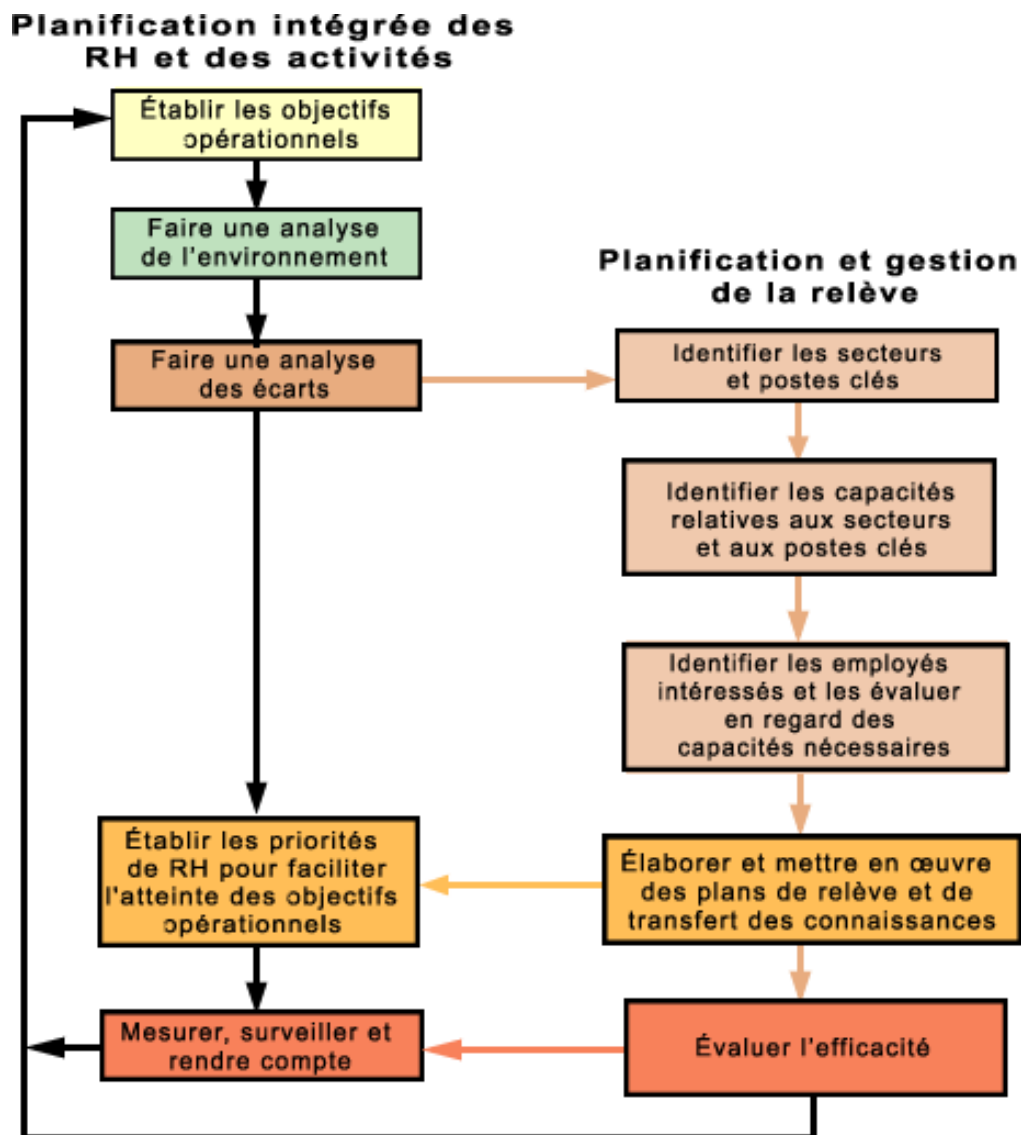 Planification intégrée des
RH et des activités
Établir les objectifs
opérationnels
Faire une analyse
de l'environnement
Faire une analyse
des écarts
Établir les priorités
de RH pour faciliter
l'atteinte des objectifs
opérationnels
Mesurer, surveiller et
rendre compte
Planification et gestion
de la relève
Identifier les secteurs
et postes clés
Identifier les capacités
relatives aux secteurs
et aux postes clés
Identifier les employés
intéressés et les évaluer
en regard des
capacités nécessaires
Élaborer et mettre en œuvre
des plans de relève et de
transfert des connaissances
Évaluer l'efficacité